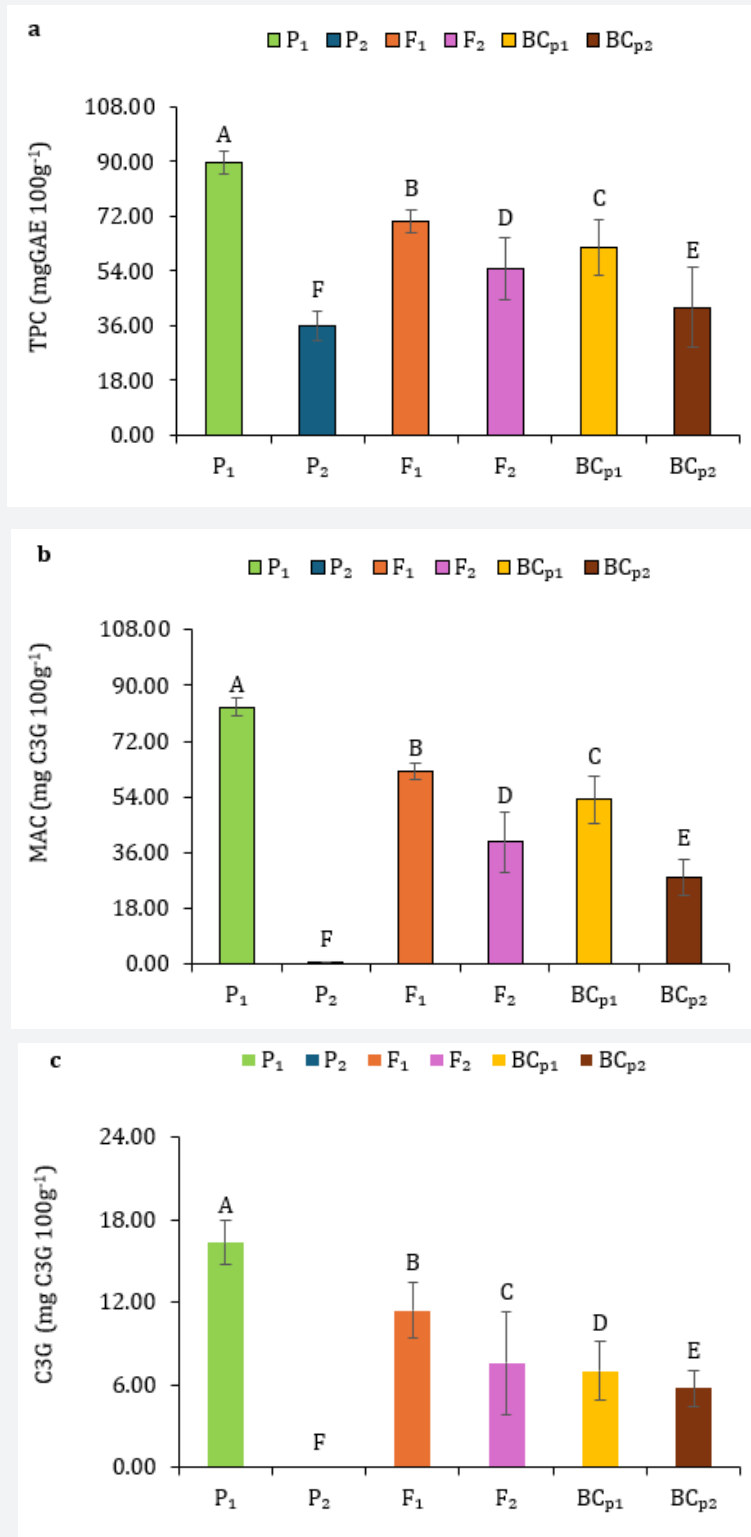 a
P₁ P₂ F₁ F₂ BCₚ₁ BCₚ₂
TPC (mgGAE 100g⁻¹)
108.00
90.00
72.00
54.00
36.00
18.00
0.00
A
F
B
D
C
E
P₁ P₂ F₁ F₂ BCₚ₁ BCₚ₂
b
P₁ P₂ F₁ F₂ BCₚ₁ BCₚ₂
MAC (mg C3G 100g⁻¹)
108.00
90.00
72.00
54.00
36.00
18.00
0.00
A
F
B
D
C
E
P₁ P₂ F₁ F₂ BCₚ₁ BCₚ₂
c
P₁ P₂ F₁ F₂ BCₚ₁ BCₚ₂
C3G (mg C3G 100g⁻¹)
24.00
18.00
12.00
6.00
0.00
A
F
B
C
D
E
P₁ P₂ F₁ F₂ BCₚ₁ BCₚ₂